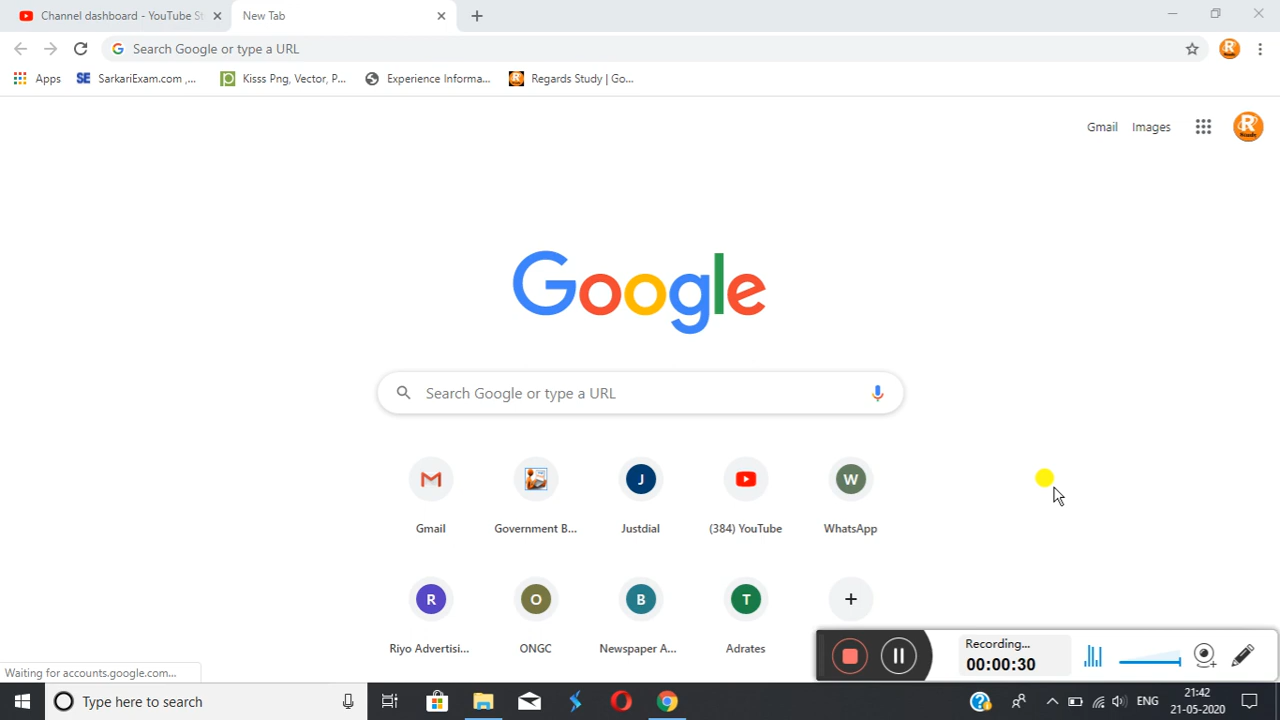 Channel dashboard - YouTube St
New Tab
Search Google or type a URL
R
Apps
SE SarkariExam.com ,...
Kisss Png, Vector, P...
Experience Informa...
R Regards Study | Go...
Gmail Images
R
Google
Search Google or type a URL
J W
Gmail Government B... Justdial (384) YouTube WhatsApp
R O B T +
Riyo Advertisi... ONGC Newspaper A... Adrates
Recording...
00:00:30
Waiting for accounts.google.com...
Type here to search
ENG
21:42
21-05-2020